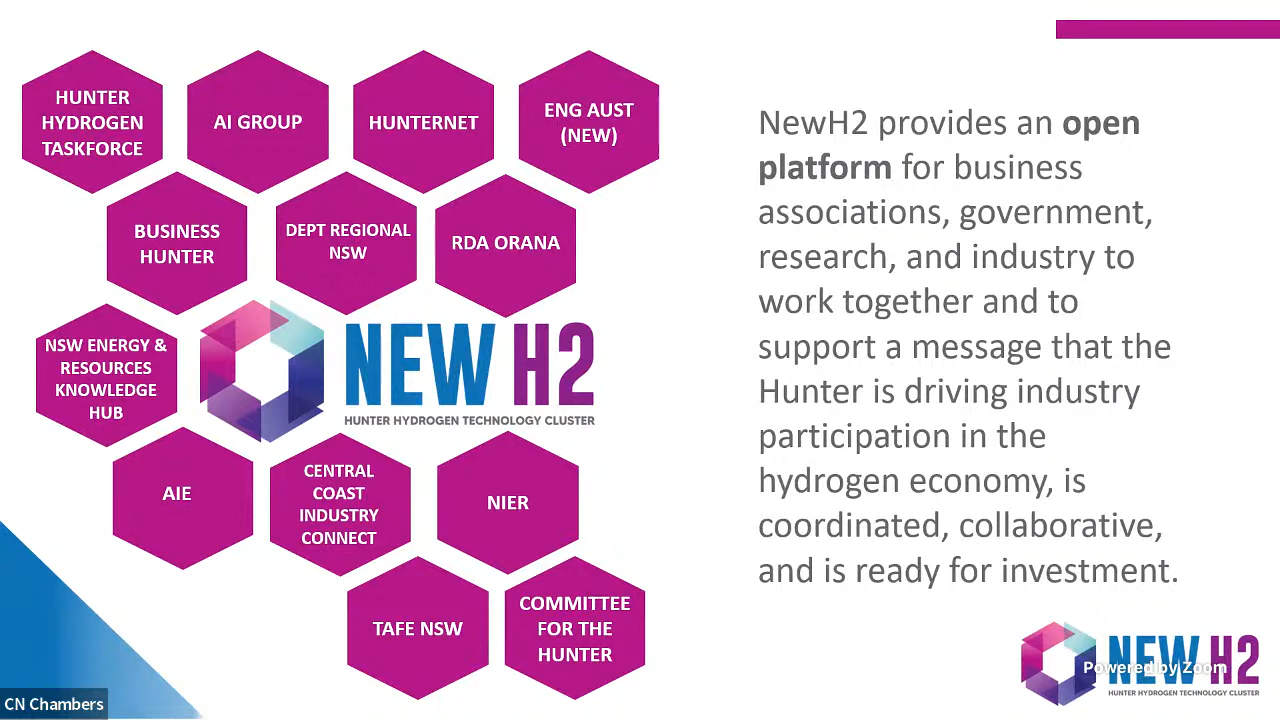 HUNTER
HYDROGEN
TASKFORCE
AI GROUP
HUNTERNET
ENG AUST
(NEW)
BUSINESS
HUNTER
DEPT REGIONAL
NSW
RDA ORANA
NSW ENERGY &
RESOURCES
KNOWLEDGE
HUB
NEW H2
HUNTER HYDROGEN TECHNOLOGY CLUSTER
AIE
CENTRAL
COAST
INDUSTRY
CONNECT
NIER
TAFE NSW
COMMITTEE
FOR THE
HUNTER
NewH2 provides an open
platform for business
associations, government,
research, and industry to
work together and to
support a message that the
Hunter is driving industry
participation in the
hydrogen economy, is
coordinated, collaborative,
and is ready for investment.
NEW H2
HUNTER HYDROGEN TECHNOLOGY CLUSTER
Powered by Zoom
CN Chambers